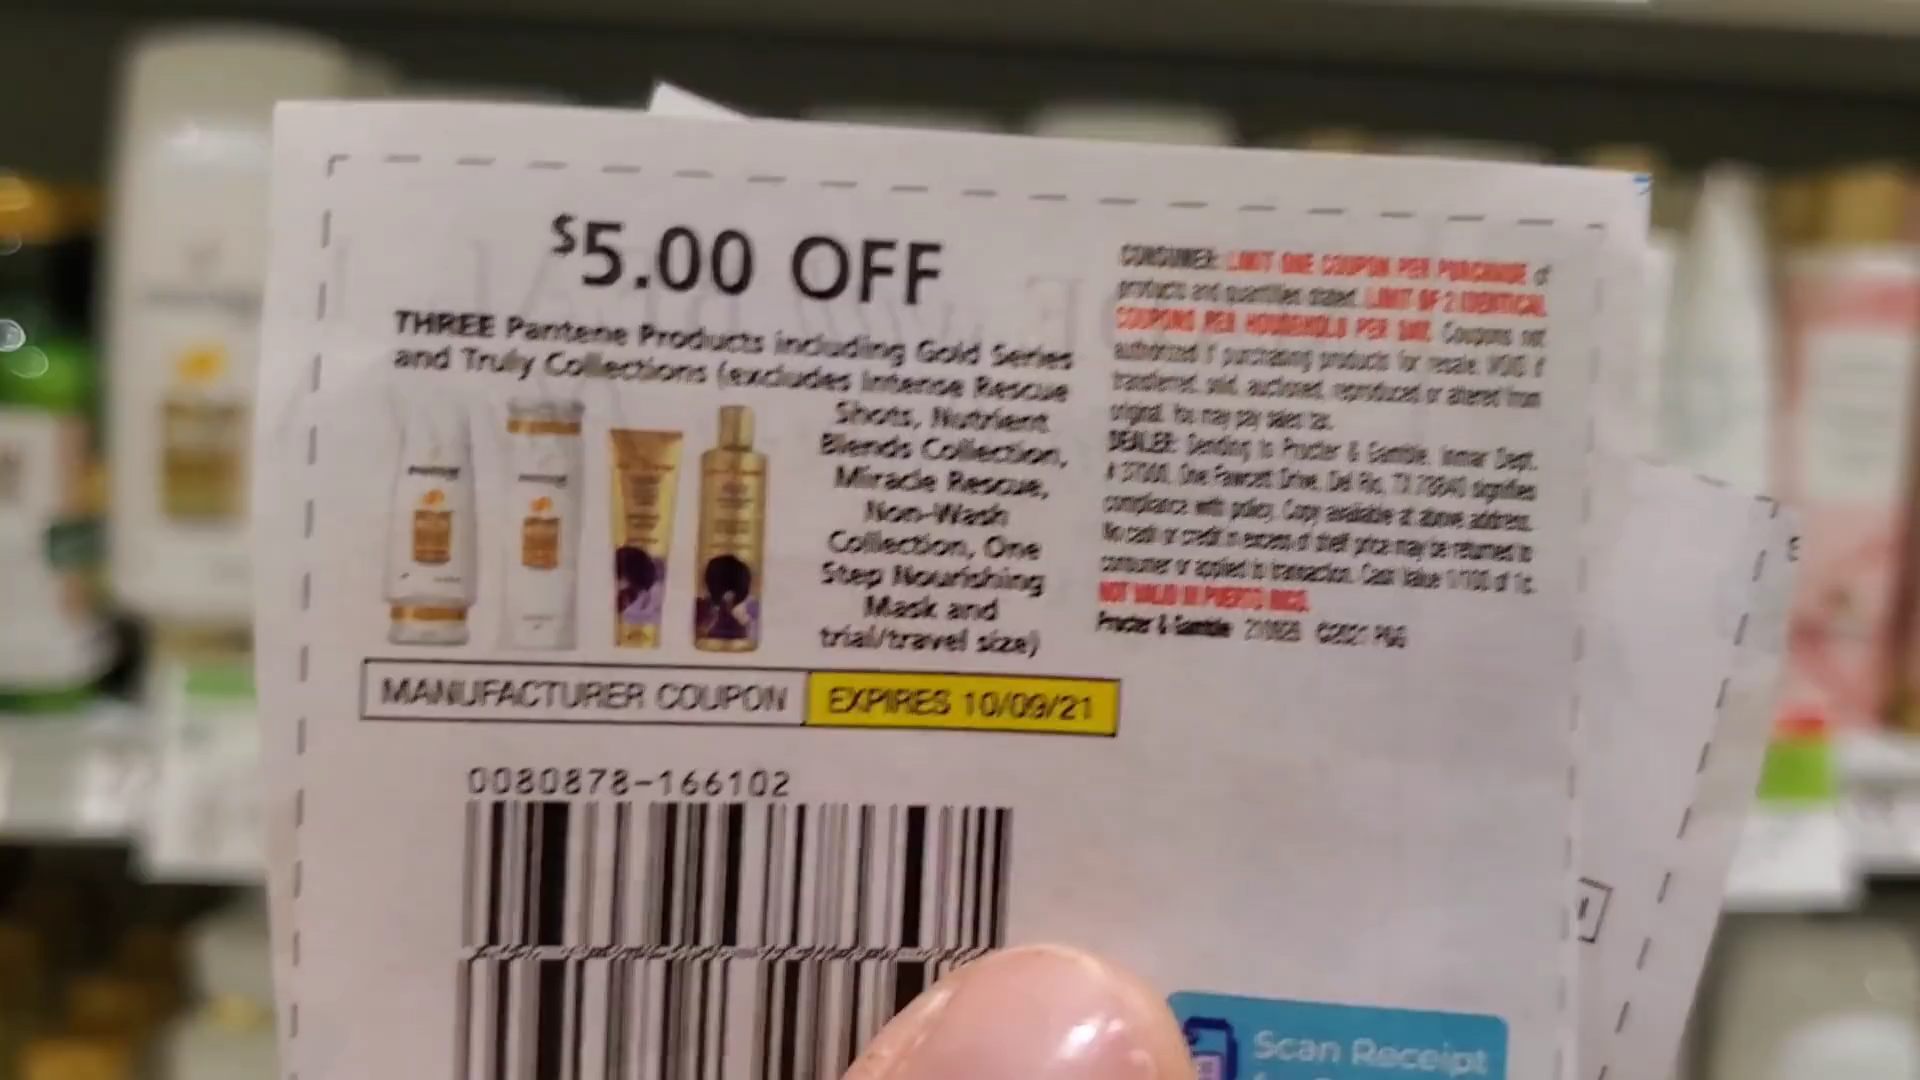 $5.00 OFF
THREE Pantene Products including Gold Series
and Truly Collections (excludes Intense Rescue
Shots, Nutrient
Blends Collection,
Miracle Rescue,
Non-Wash
Collection, One
Step Nourishing
Mask and
trial/travel size)
MANUFACTURER COUPON
EXPIRES 10/09/21
0080878-166102
CONSUMER: LIMIT ONE COUPON PER PURCHASE of
products and quantities stated. LIMIT OF 2 IDENTICAL
COUPONS PER HOUSEHOLD PER DAY. Coupons not
authorized if purchasing products for resale. VOID if
transferred, sold, auctioned, reproduced or altered from
original. You may pay sales tax.
DEALER: Sending to Procter & Gamble, Inmar Dept.
# 37000, One Fawcett Drive, Del Rio, TX 78840 signifies
compliance with policy. Copy available at above address.
No cash or credit in excess of shelf price may be returned to
consumer or applied to transaction. Cash Value 1/100 of 1c.
NOT VALID IN PUERTO RICO.
Procter & Gamble ©2021 P&G
Scan Receipt